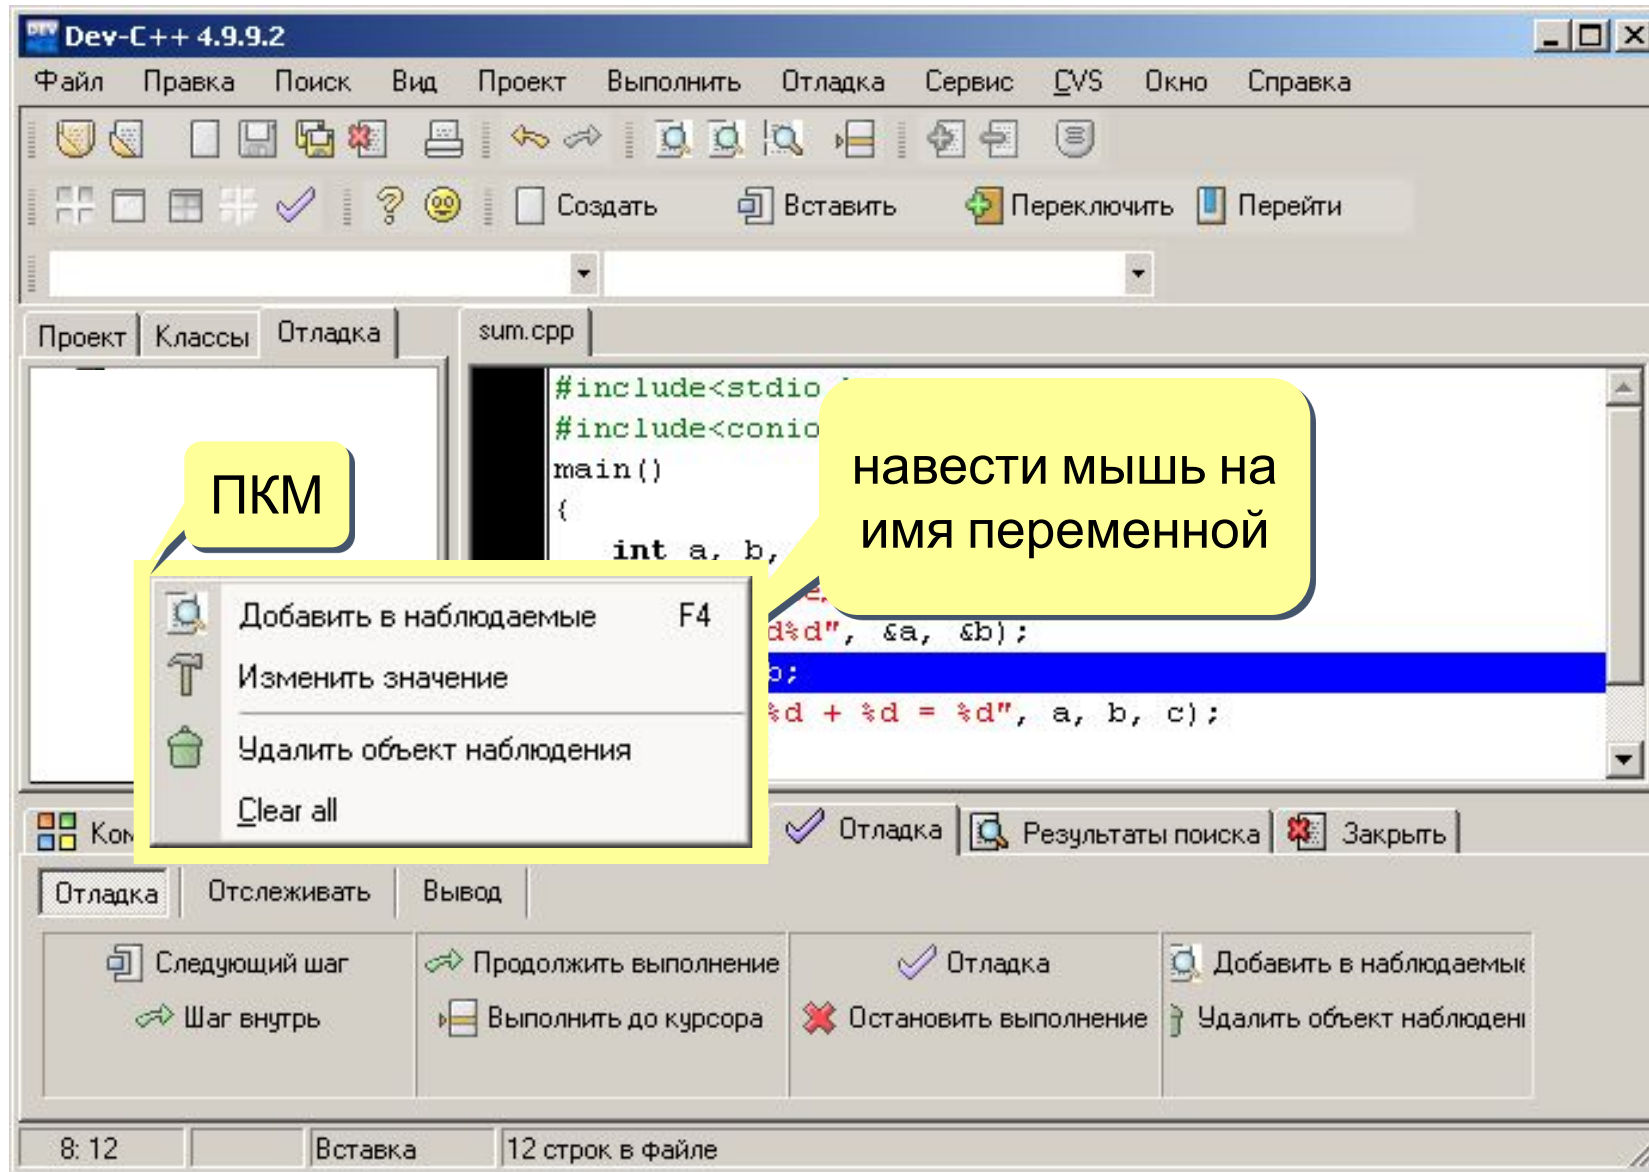 Dev-C++ 4.9.9.2
Файл Правка Поиск Вид Проект Выполнить Отладка Сервис CVS Окно Справка
Создать Вставить Переключить Перейти
Проект Классы Отладка sum.cpp
#include<stdio
#include<conio
main()
{
int a, b,
d%d", &a, &b);
b;
%d + %d = %d", a, b, c);
ПКМ
навести мышь на
имя переменной
Добавить в наблюдаемые F4
Изменить значение
Удалить объект наблюдения
Clear all
Отладка Результаты поиска Закрыть
Отладка Отслеживать Вывод
Следующий шаг Продолжить выполнение Отладка Добавить в наблюдаемые
Шаг внутрь Выполнить до курсора Остановить выполнение Удалить объект
8: 12 Вставка 12 строк в файле